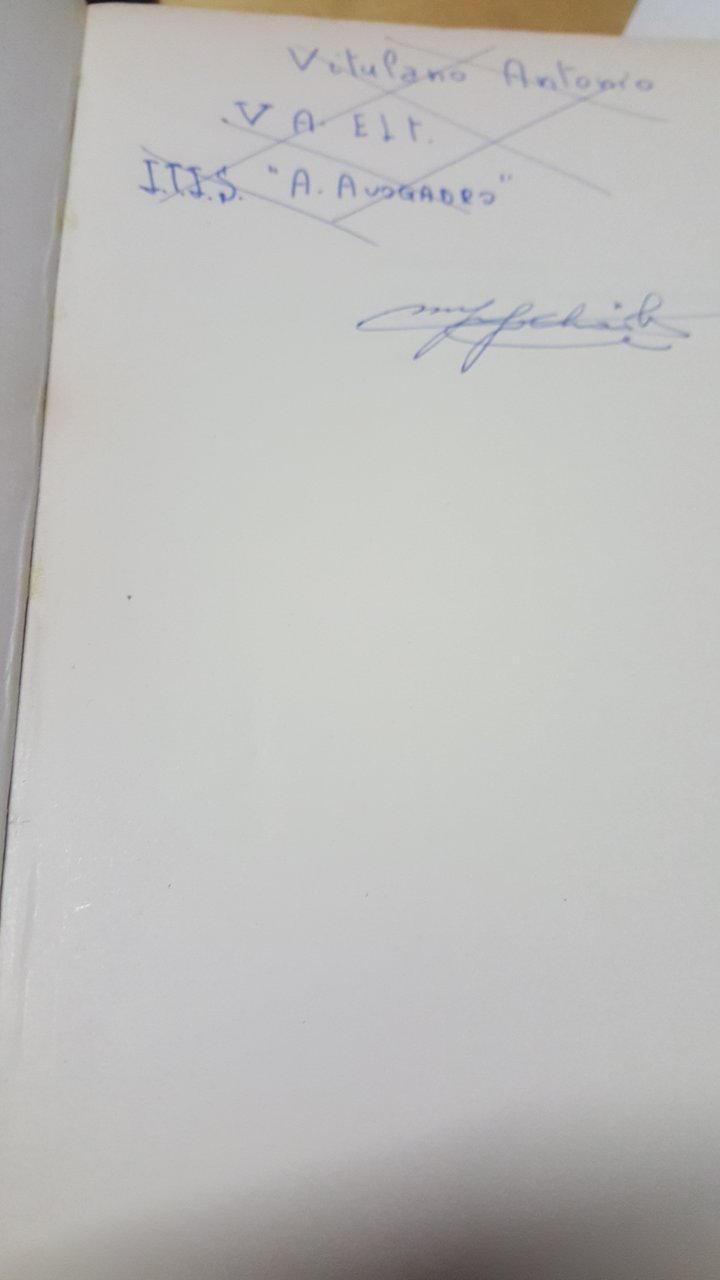 Vitulano Antonio
V A ELT.
I.T.I.S. "A. AVOGADRO"